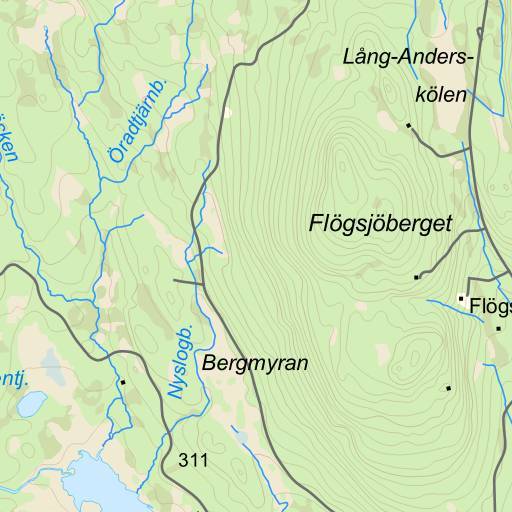 Lång-Anders-
kölen
Öradtjärnb.
Flögsjöberget
Flögs
Nyslogb.
Bergmyran
311